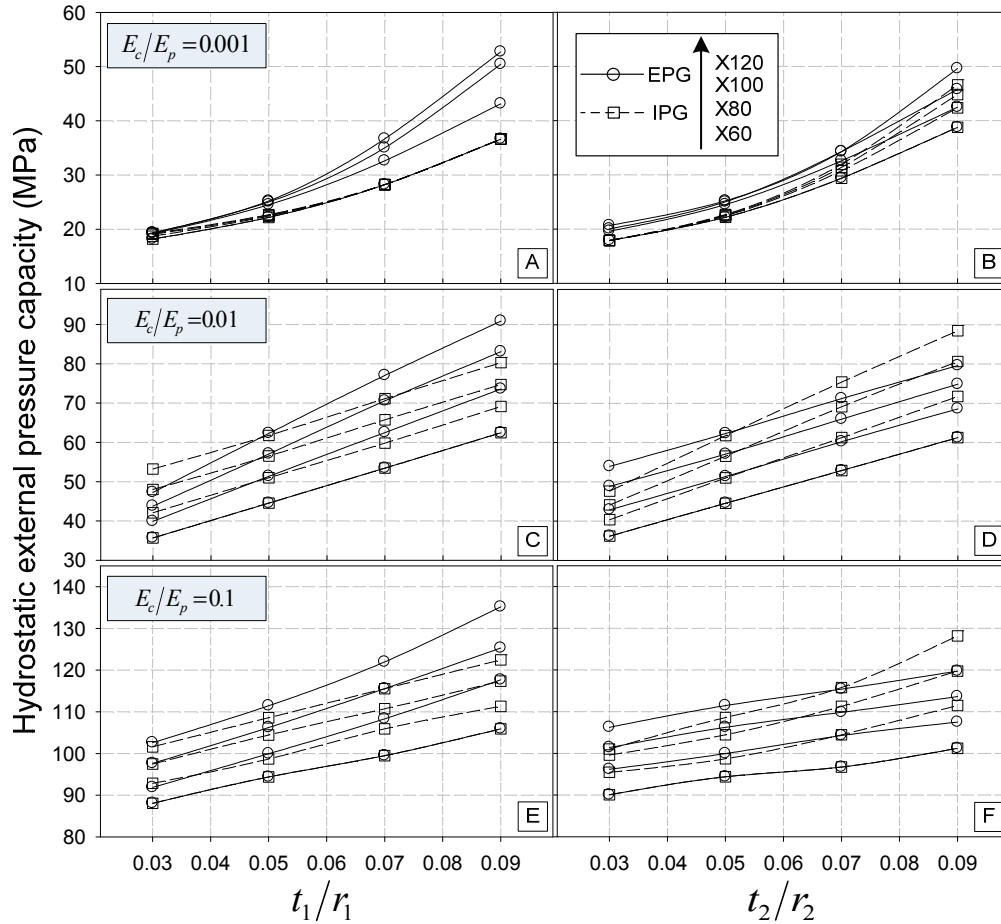 Hydrostatic external pressure capacity (MPa)
60
50
40
30
20
10
E_c/E_p=0.001
A
EPG
IPG
X120
X100
X80
X60
B
90
80
70
60
50
40
30
E_c/E_p=0.01
C
D
140
130
120
110
100
90
80
E_c/E_p=0.1
E
F
0.03 0.04 0.05 0.06 0.07 0.08 0.09
0.03 0.04 0.05 0.06 0.07 0.08 0.09
t_1/r_1
t_2/r_2